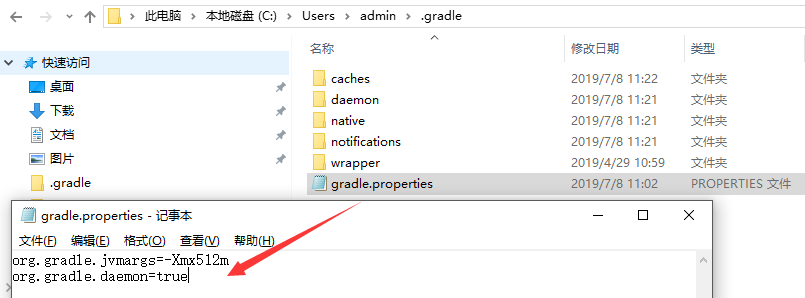 此电脑 › 本地磁盘 (C:) › Users › admin › .gradle
名称 修改日期 类型
快速访问
桌面
下载
文档
图片
.gradle
caches 2019/7/8 11:22 文件夹
daemon 2019/7/8 11:21 文件夹
native 2019/7/8 11:21 文件夹
notifications 2019/7/8 11:21 文件夹
wrapper 2019/4/29 10:59 文件夹
gradle.properties 2019/7/8 11:02 PROPERTIES 文件
gradle.properties - 记事本
文件(F) 编辑(E) 格式(O) 查看(V) 帮助(H)
org.gradle.jvmargs=-Xmx512m
org.gradle.daemon=true